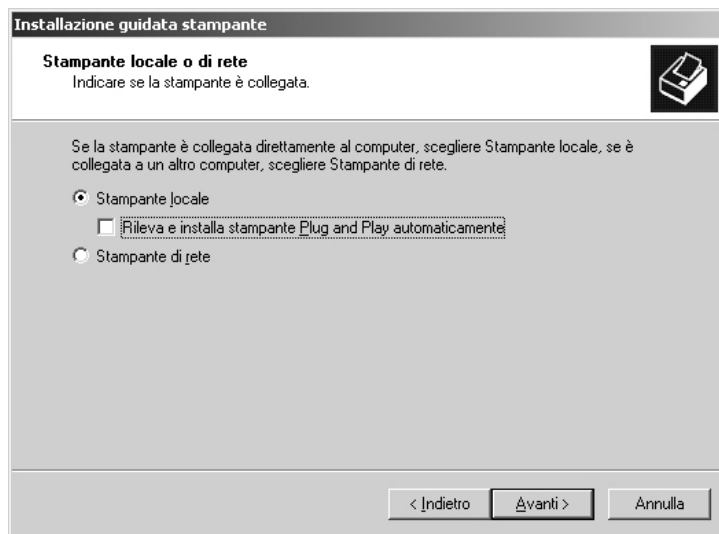 Installazione guidata stampante
Stampante locale o di rete
Indicare se la stampante è collegata.
Se la stampante è collegata direttamente al computer, scegliere Stampante locale, se è
collegata a un altro computer, scegliere Stampante di rete.
Stampante locale
Rileva e installa stampante Plug and Play automaticamente
Stampante di rete
< Indietro
Avanti >
Annulla